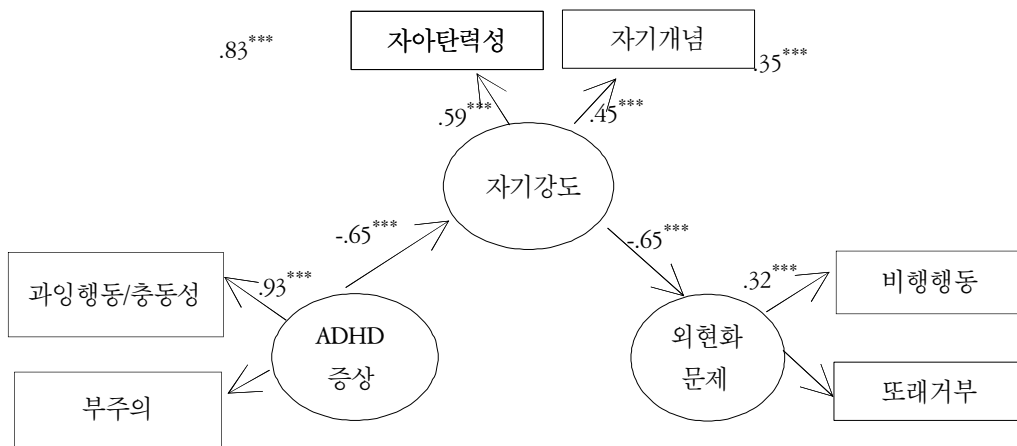 .83***
자아탄력성
자기개념
.35***
.59***
.45***
자기강도
-.65***
-.65***
과잉행동/충동성
.93***
.32***
비행행동
ADHD
증상
외현화
문제
부주의
또래거부